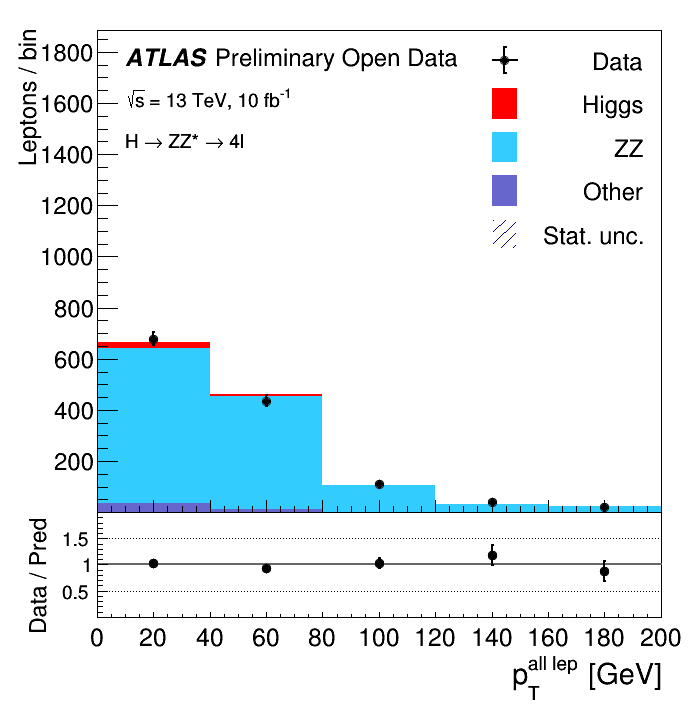 Leptons / bin
1800
1600
1400
1200
1000
800
600
400
200
ATLAS Preliminary Open Data
√s = 13 TeV, 10 fb⁻¹
H → ZZ* → 4l
Data
Higgs
ZZ
Other
Stat. unc.
Data / Pred
1.5
1
0.5
0 20 40 60 80 100 120 140 160 180 200
p_T^all lep [GeV]